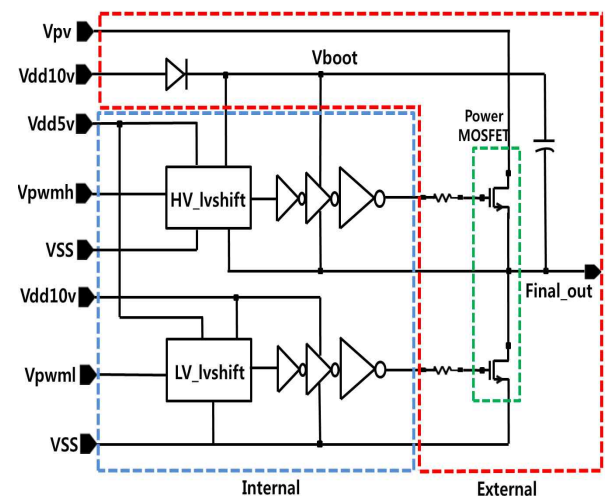 Vpv
Vdd10v
Vboot
Vdd5v
Power
MOSFET
Vpwmh
HV_lvshift
VSS
Vdd10v
Final_out
Vpwml
LV_lvshift
VSS
Internal
External